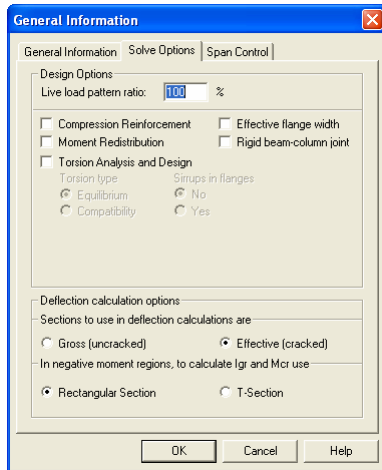 General Information
General Information Solve Options Span Control
Design Options
Live load pattern ratio: 100 %
Compression Reinforcement Effective flange width
Moment Redistribution Rigid beam-column joint
Torsion Analysis and Design
Torsion type Sirrups in flanges
Equilibrium No
Compatibility Yes
Deflection calculation options
Sections to use in deflection calculations are
Gross (uncracked) Effective (cracked)
In negative moment regions, to calculate Igr and Mcr use
Rectangular Section T-Section
OK Cancel Help